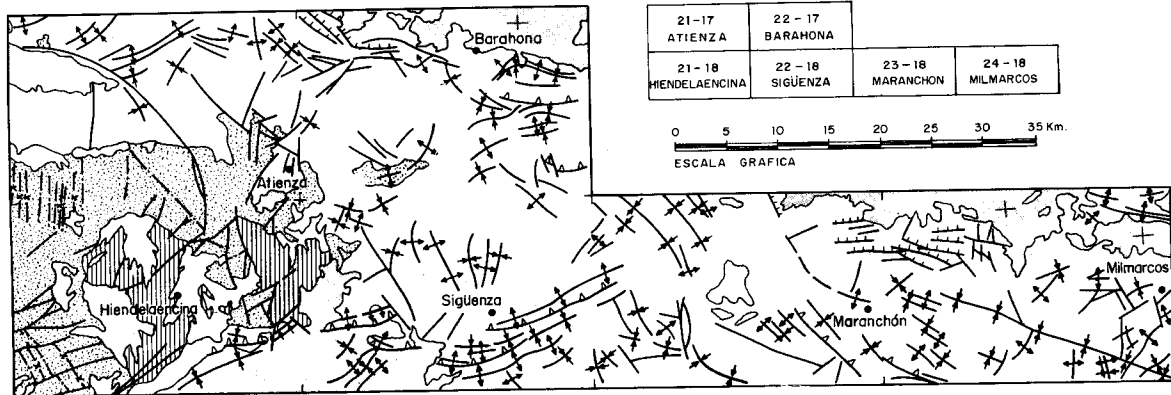 Barahona
Atienza
Hiendelaencina
Sigüenza
Maranchón
Milmarcos
21-17
ATIENZA
22-17
BARAHONA
21-18
HIENDELAENCINA
22-18
SIGÜENZA
23-18
MARANCHON
24-18
MILMARCOS
0 5 10 15 20 25 30 35 Km.
ESCALA GRAFICA